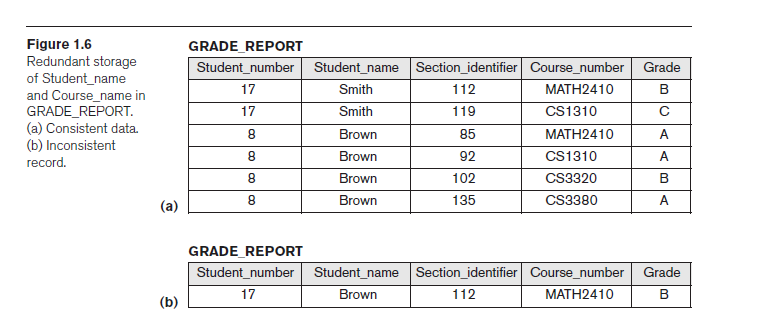 Figure 1.6
Redundant storage
of Student_name
and Course_name in
GRADE_REPORT.
(a) Consistent data.
(b) Inconsistent
record.
GRADE_REPORT
Student_number Student_name Section_identifier Course_number Grade
17 Smith 112 MATH2410 B
17 Smith 119 CS1310 C
8 Brown 85 MATH2410 A
8 Brown 92 CS1310 A
8 Brown 102 CS3320 B
8 Brown 135 CS3380 A
(a)
GRADE_REPORT
Student_number Student_name Section_identifier Course_number Grade
17 Brown 112 MATH2410 B
(b)